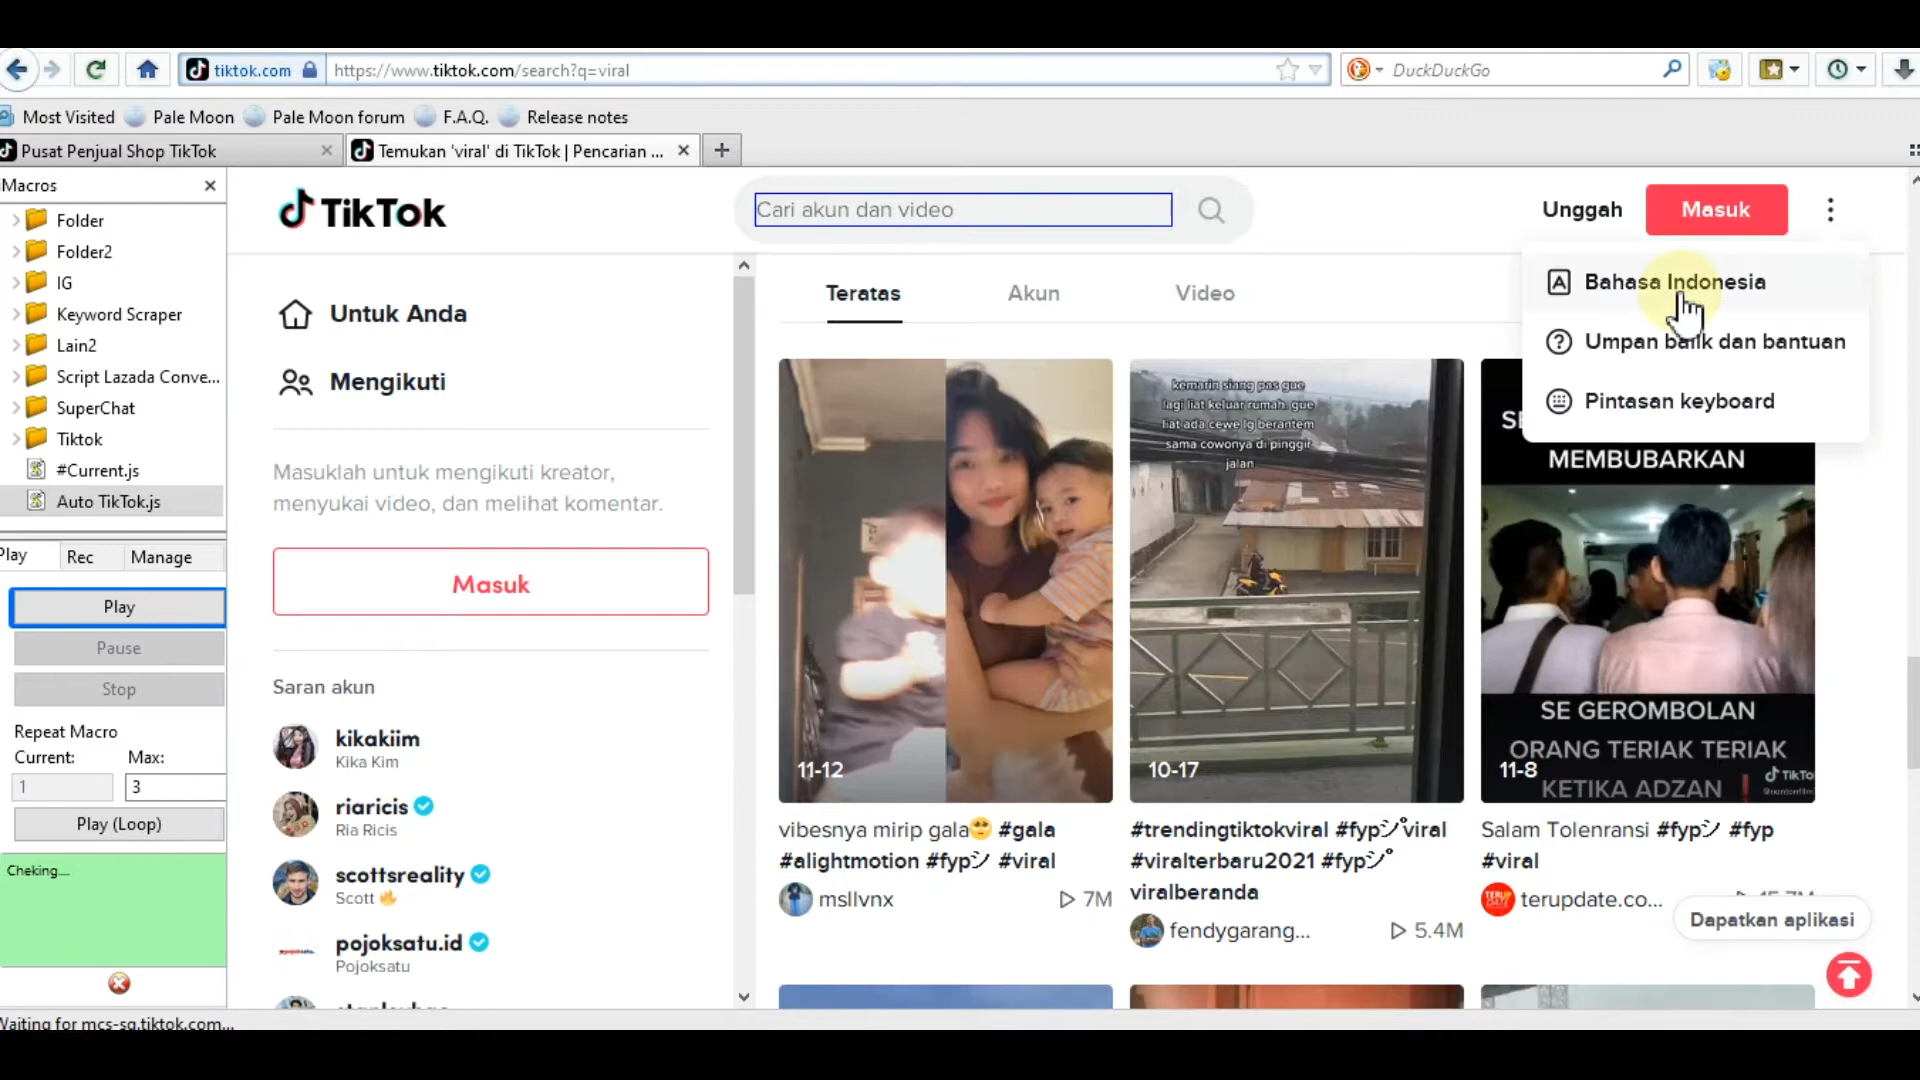 tiktok.com
https://www.tiktok.com/search?q=viral
DuckDuckGo
Most Visited
Pale Moon
Pale Moon forum
F.A.Q.
Release notes
Pusat Penjual Shop TikTok
Temukan 'viral' di TikTok | Pencarian ...
iMacros
Folder
Folder2
IG
Keyword Scraper
Lain2
Script Lazada Conve...
SuperChat
Tiktok
#Current.js
Auto TikTok.js
Play
Rec
Manage
Play
Pause
Stop
Repeat Macro
Current:
Max:
1
3
Play (Loop)
Cheking....
Waiting for mcs-sg.tiktok.com...
TikTok
Cari akun dan video
Unggah
Masuk
Bahasa Indonesia
Umpan balik dan bantuan
Pintasan keyboard
Untuk Anda
Mengikuti
Masuklah untuk mengikuti kreator,
menyukai video, dan melihat komentar.
Masuk
Saran akun
kikakiim
Kika Kim
riaricis
Ria Ricis
scottsreality
Scott 🔥
pojoksatu.id
Pojoksatu
Teratas
Akun
Video
11-12
vibesnya mirip gala🥺 #gala
#alightmotion #fypシ #viral
msllvnx
7M
kemarin siang pas gue
lagi liat keluar rumah, gue
liat ada cewe lg berantem
sama cowonya di pinggir
jalan
10-17
#trendingtiktokviral #fypシ゚viral
#viralterbaru2021 #fypシ゚
viralberanda
fendygarang...
5.4M
MEMBUBARKAN
SE GEROMBOLAN
ORANG TERIAK TERIAK
KETIKA ADZAN
11-8
TikTo
Salam Tolenransi #fypシ #fyp
#viral
terupdate.co...
Dapatkan aplikasi